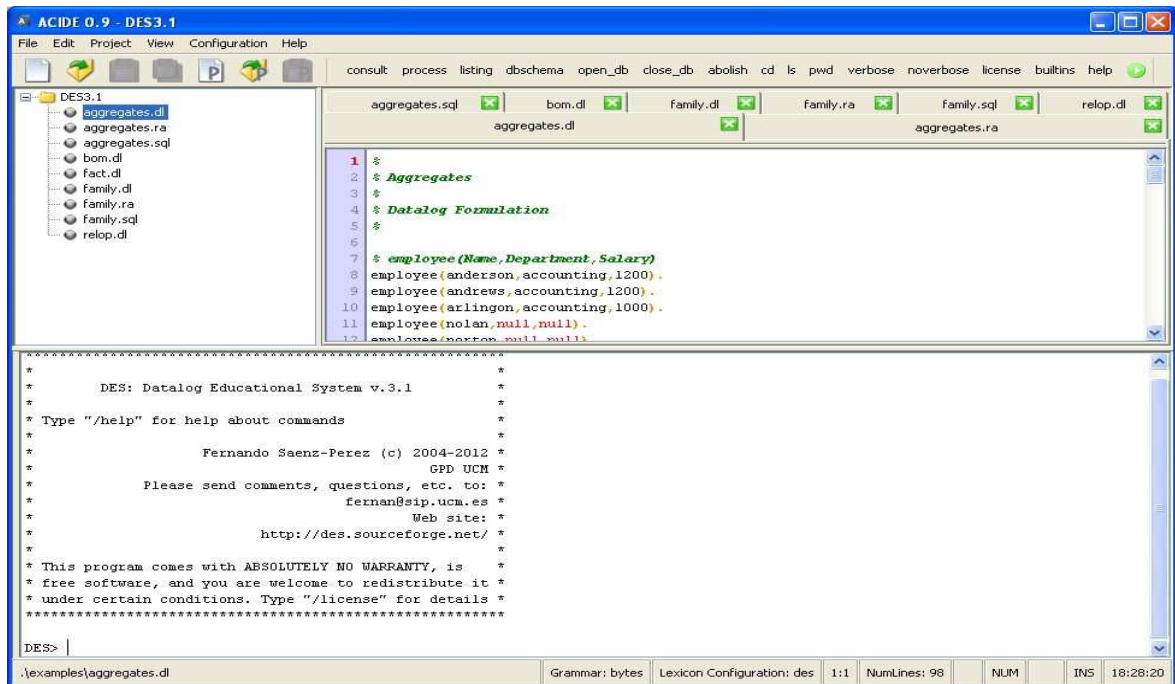 ACIDE 0.9 - DES3.1
File Edit Project View Configuration Help
consult process listing dbschema open_db close_db abolish cd ls pwd verbose noverbose license builtins help
DES3.1
aggregates.dl
aggregates.ra
aggregates.sql
bom.dl
fact.dl
family.dl
family.ra
family.sql
relop.dl
aggregates.sql bom.dl family.dl family.ra family.sql relop.dl
aggregates.dl aggregates.ra
1 %
2 % Aggregates
3 %
4 % Datalog Formulation
5 %
6
7 % employee(Name,Department,Salary)
8 employee(anderson,accounting,1200).
9 employee(andrews,accounting,1200).
10 employee(arlingon,accounting,1000).
11 employee(nolan,null,null).
12 employee(norton,null,null).
*********************************************************
* *
* DES: Datalog Educational System v.3.1 *
* *
* Type "/help" for help about commands *
* *
* Fernando Saenz-Perez (c) 2004-2012 *
* GPD UCM *
* Please send comments, questions, etc. to: *
* fernan@sip.ucm.es *
* Web site: *
* http://des.sourceforge.net/ *
* *
* This program comes with ABSOLUTELY NO WARRANTY, is *
* free software, and you are welcome to redistribute it *
* under certain conditions. Type "/license" for details *
*********************************************************
DES>
.\examples\aggregates.dl Grammar: bytes Lexicon Configuration: des 1:1 NumLines: 98 NUM INS 18:28:20